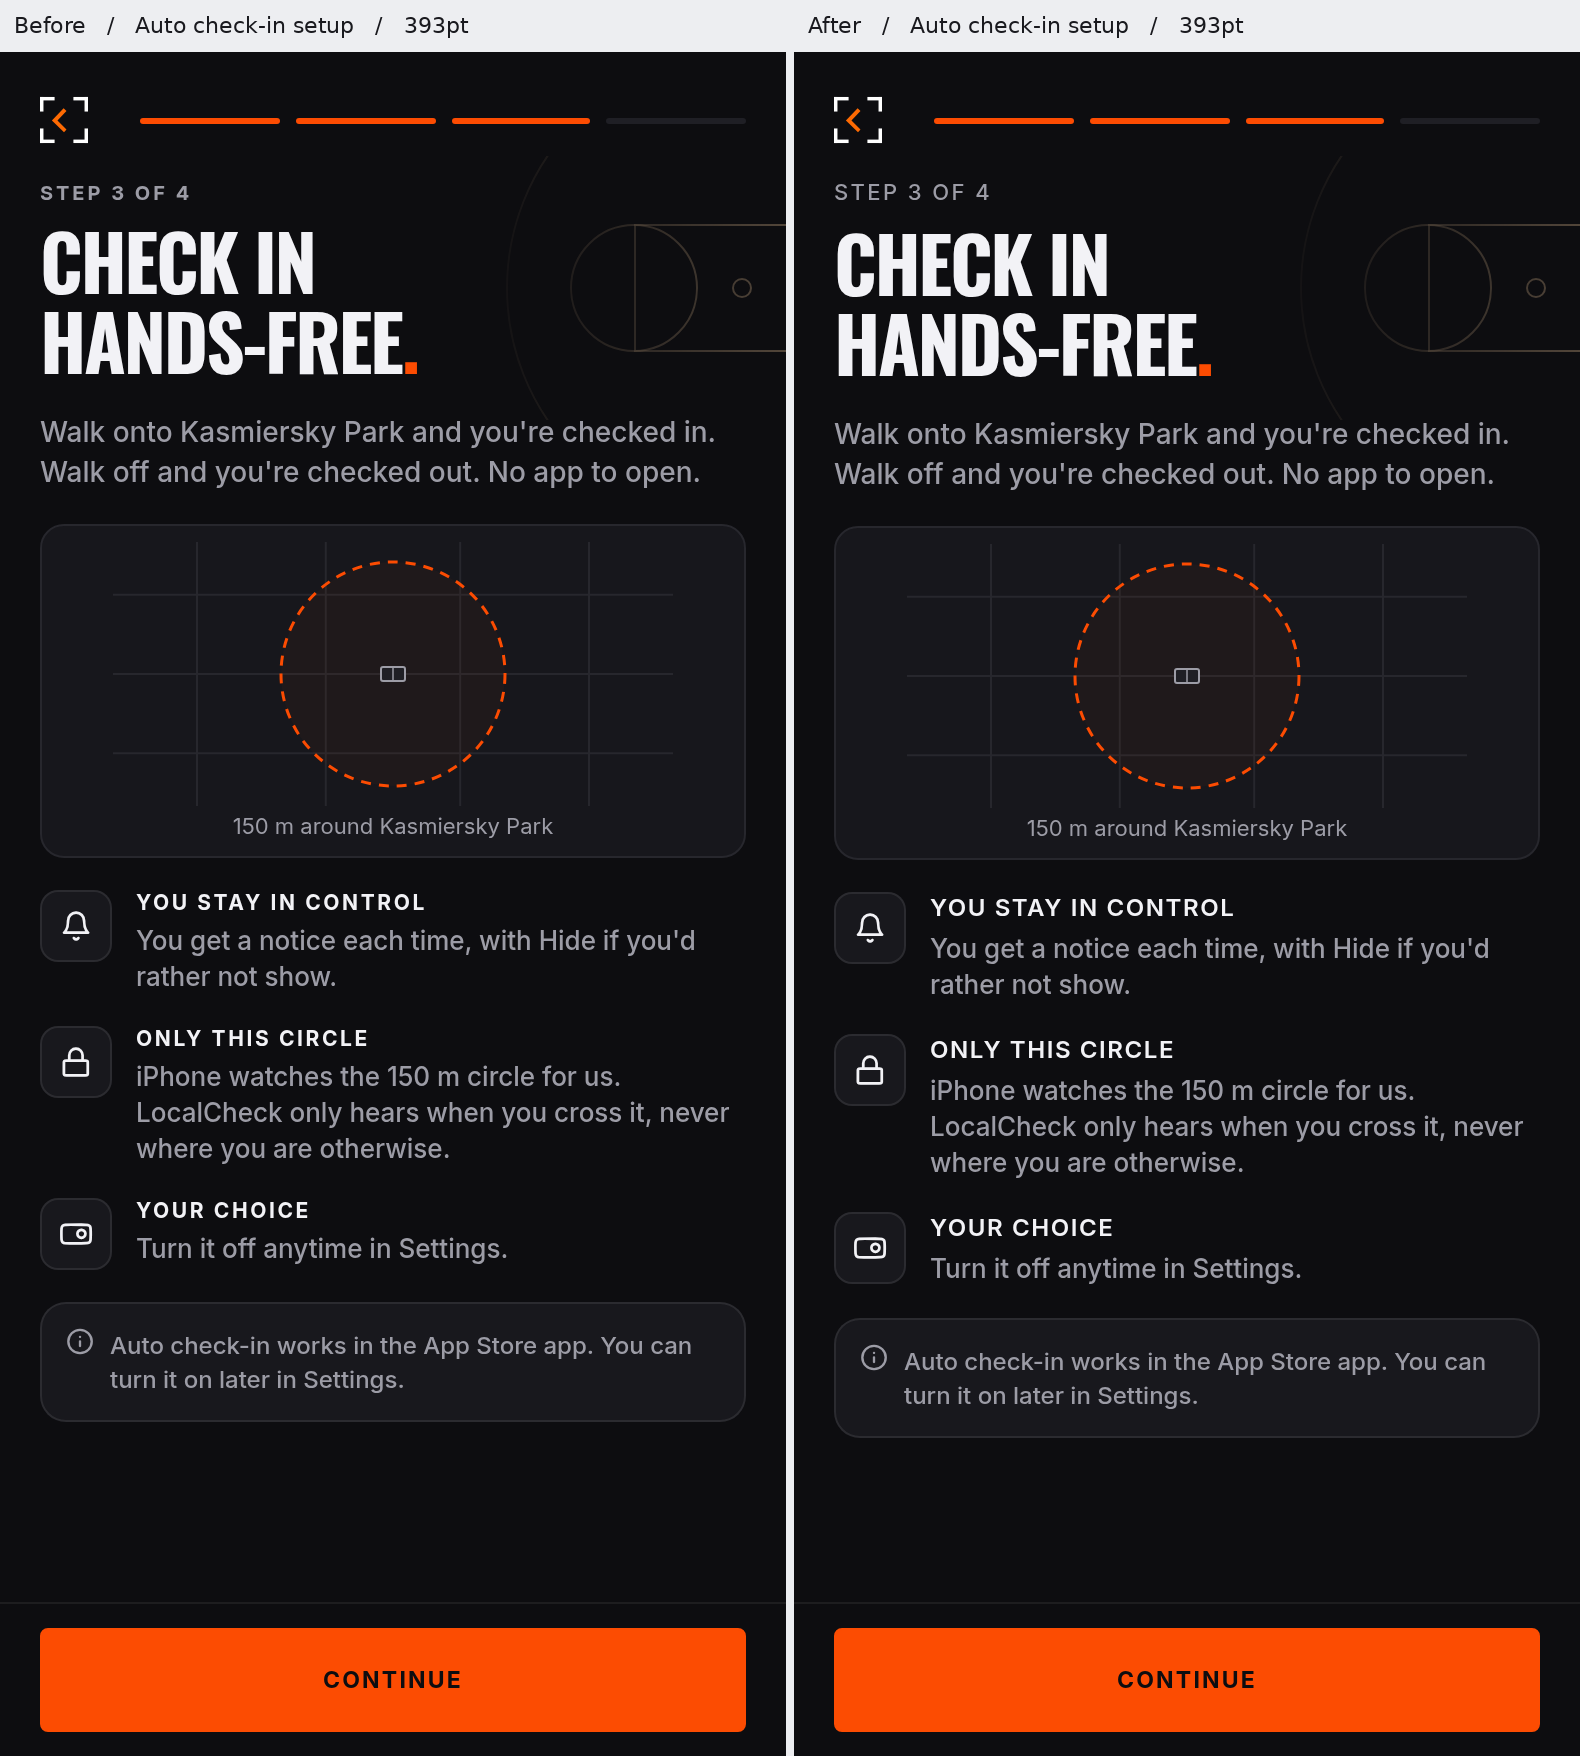 Before / Auto check-in setup / 393pt
STEP 3 OF 4
CHECK IN
HANDS-FREE.
Walk onto Kasmiersky Park and you're checked in.
Walk off and you're checked out. No app to open.
150 m around Kasmiersky Park
YOU STAY IN CONTROL
You get a notice each time, with Hide if you'd
rather not show.
ONLY THIS CIRCLE
iPhone watches the 150 m circle for us.
LocalCheck only hears when you cross it, never
where you are otherwise.
YOUR CHOICE
Turn it off anytime in Settings.
Auto check-in works in the App Store app. You can
turn it on later in Settings.
CONTINUE
After / Auto check-in setup / 393pt
STEP 3 OF 4
CHECK IN
HANDS-FREE.
Walk onto Kasmiersky Park and you're checked in.
Walk off and you're checked out. No app to open.
150 m around Kasmiersky Park
YOU STAY IN CONTROL
You get a notice each time, with Hide if you'd
rather not show.
ONLY THIS CIRCLE
iPhone watches the 150 m circle for us.
LocalCheck only hears when you cross it, never
where you are otherwise.
YOUR CHOICE
Turn it off anytime in Settings.
Auto check-in works in the App Store app. You can
turn it on later in Settings.
CONTINUE